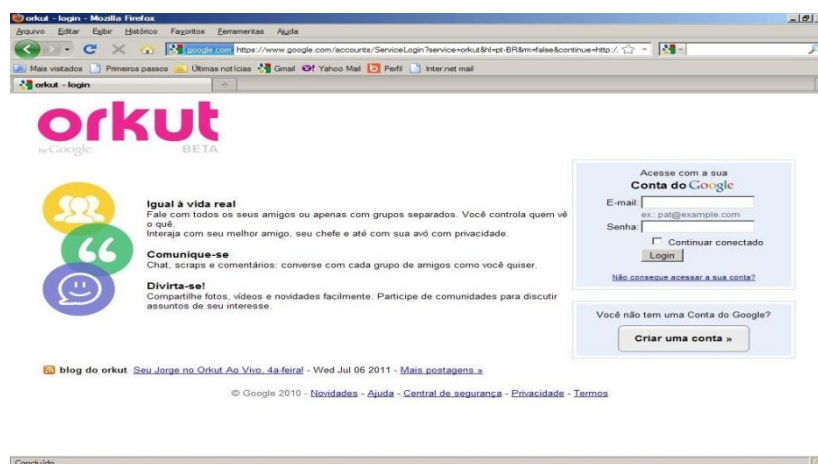 orkut - login - Mozilla Firefox
Arquivo Editar Exibir Histórico Favoritos Ferramentas Ajuda
google.com https://www.google.com/accounts/ServiceLogin?service=orkut&hl=pt-BR&rm=false&continue=http:/
Mais visitados Primeiros passos Últimas notícias Gmail Yahoo Mail Perfil Inter.net mail
orkut - login
orkut
by Google BETA
Igual à vida real
Fale com todos os seus amigos ou apenas com grupos separados. Você controla quem vê
o quê.
Interaja com seu melhor amigo, seu chefe e até com sua avó com privacidade.
Comunique-se
Chat, scraps e comentários: converse com cada grupo de amigos como você quiser.
Divirta-se!
Compartilhe fotos, vídeos e novidades facilmente. Participe de comunidades para discutir
assuntos de seu interesse.
Acesse com a sua
Conta do Google
E-mail:
ex.: pat@example.com
Senha:
Continuar conectado
Login
Não consegue acessar a sua conta?
Você não tem uma Conta do Google?
Criar uma conta »
blog do orkut Seu Jorge no Orkut Ao Vivo, 4a-feira! - Wed Jul 06 2011 - Mais postagens »
© Google 2010 - Novidades - Ajuda - Central de segurança - Privacidade - Termos
Concluído